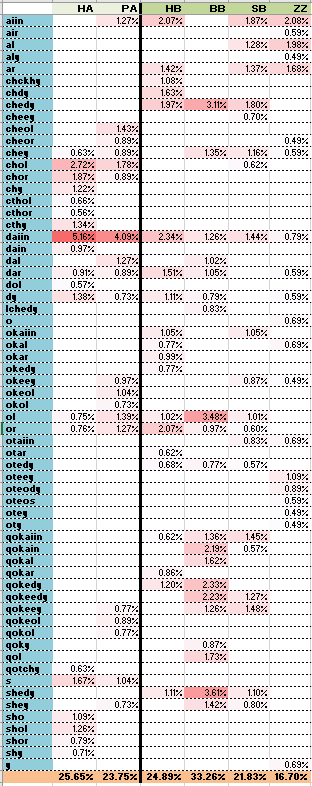 HA PA HB BB SB ZZ
aiin 1.27% 2.07% 1.87% 2.08%
air 0.59%
al 1.28% 1.98%
aly 0.49%
ar 1.42% 1.37% 1.68%
chckhy 1.08%
chdy 1.63%
chedy 1.97% 3.11% 1.80%
cheey 0.70%
cheol 1.43%
cheor 0.89% 0.49%
chey 0.63% 0.89% 1.35% 1.16% 0.59%
chol 2.72% 1.78% 0.62%
chor 1.87% 0.89%
chy 1.22%
cthol 0.66%
cthor 0.56%
cthy 1.34%
daiin 5.16% 4.09% 2.34% 1.26% 1.44% 0.79%
dain 0.97%
dal 1.27% 1.02%
dar 0.91% 0.89% 1.51% 1.05% 0.59%
dol 0.57%
dy 1.38% 0.73% 1.11% 0.79% 0.59%
lchedy 0.83%
o 0.69%
okaiin 1.05% 1.05%
okal 0.77% 0.69%
okar 0.99%
okedy 0.77%
okeey 0.97% 0.87% 0.49%
okeol 1.04%
okol 0.73%
ol 0.75% 1.39% 1.02% 3.48% 1.01%
or 0.76% 1.27% 2.07% 0.97% 0.60%
otaiin 0.83% 0.69%
otar 0.62%
otedy 0.68% 0.77% 0.57%
oteey 1.09%
oteody 0.89%
oteos 0.59%
otey 0.49%
oty 0.49%
qokaiin 0.62% 1.36% 1.45%
qokain 2.19% 0.57%
qokal 1.62%
qokar 0.86%
qokedy 1.20% 2.33%
qokeedy 2.23% 1.27%
qokeey 0.77% 1.26% 1.48%
qokeol 0.89%
qokol 0.77%
qoky 0.87%
qol 1.73%
qotchy 0.63%
s 1.67% 1.04%
shedy 1.11% 3.61% 1.10%
shey 0.73% 1.42% 0.80%
sho 1.09%
shol 1.26%
shor 0.79%
shy 0.71%
y 0.69%
25.65% 23.75% 24.89% 33.26% 21.83% 16.70%